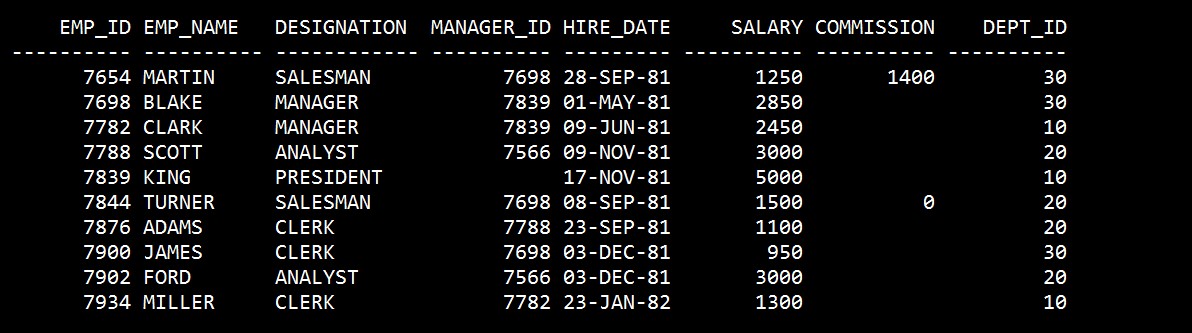 EMP_ID EMP_NAME   DESIGNATION  MANAGER_ID HIRE_DATE     SALARY COMMISSION    DEPT_ID
---------- ---------- ------------ ---------- --------- ---------- ---------- ----------
      7654 MARTIN     SALESMAN           7698 28-SEP-81       1250       1400         30
      7698 BLAKE      MANAGER            7839 01-MAY-81       2850                    30
      7782 CLARK      MANAGER            7839 09-JUN-81       2450                    10
      7788 SCOTT      ANALYST            7566 09-NOV-81       3000                    20
      7839 KING       PRESIDENT               17-NOV-81       5000                    10
      7844 TURNER     SALESMAN           7698 08-SEP-81       1500          0         20
      7876 ADAMS      CLERK              7788 23-SEP-81       1100                    20
      7900 JAMES      CLERK              7698 03-DEC-81        950                    30
      7902 FORD       ANALYST            7566 03-DEC-81       3000                    20
      7934 MILLER     CLERK              7782 23-JAN-82       1300                    10